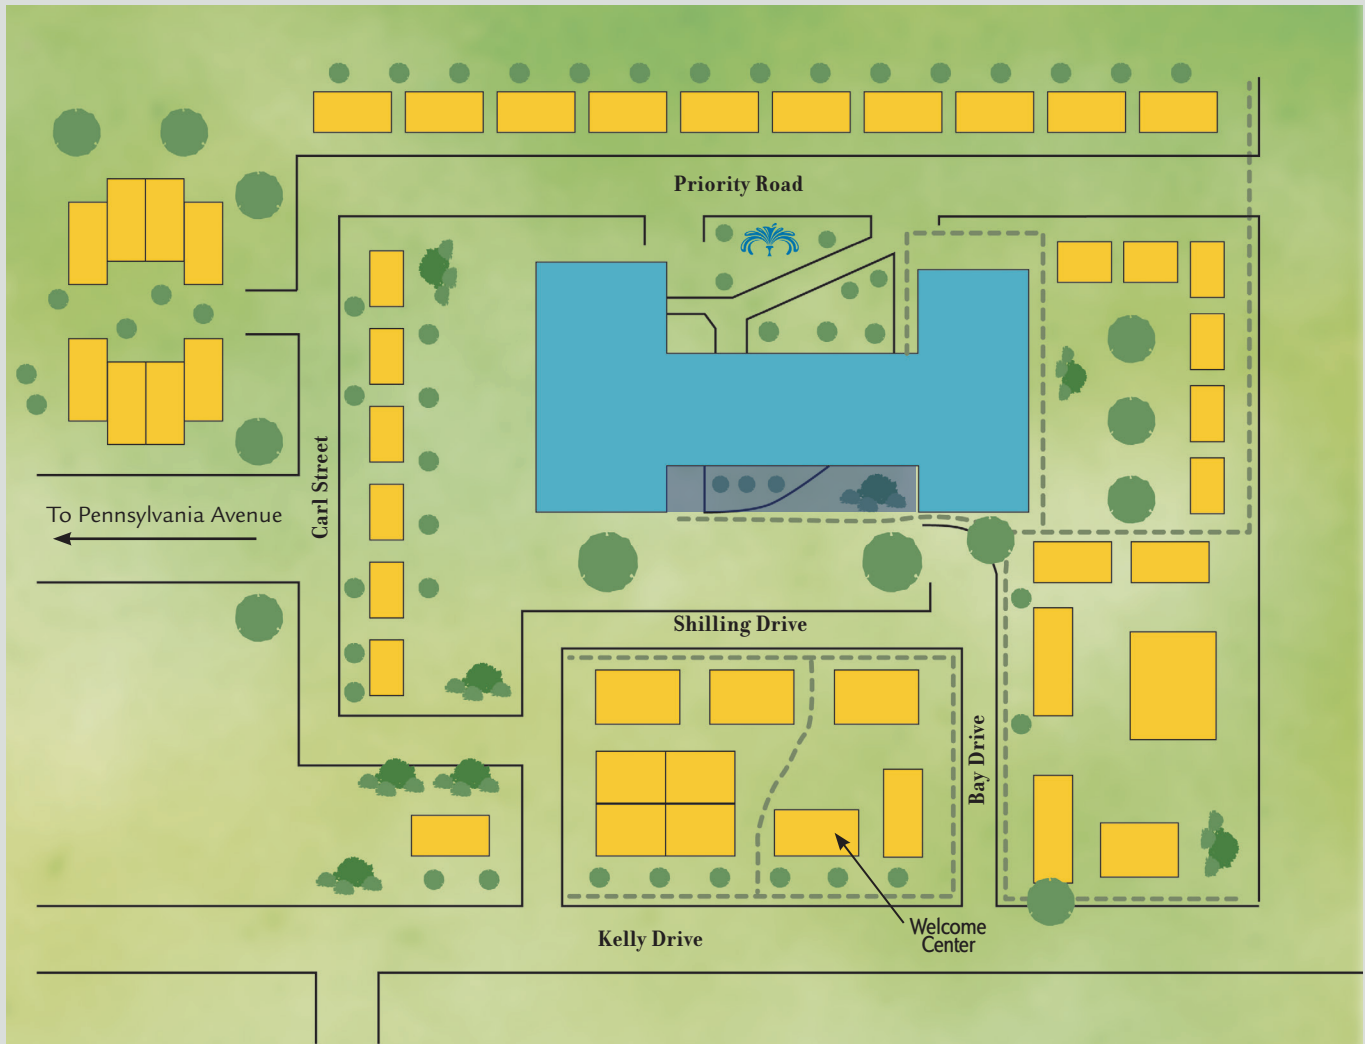 Priority Road
Carl Street
To Pennsylvania Avenue
Shilling Drive
Bay Drive
Welcome
Center
Kelly Drive